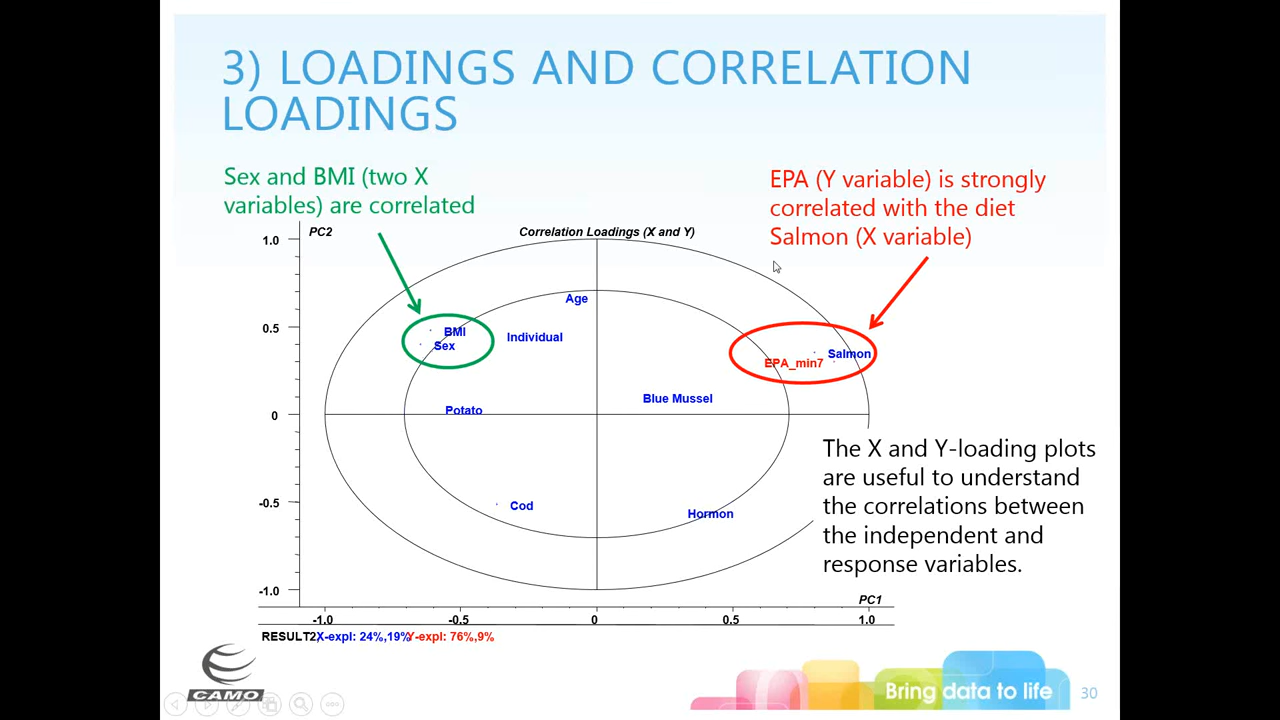 3) LOADINGS AND CORRELATION
LOADINGS
Sex and BMI (two X
variables) are correlated
EPA (Y variable) is strongly
correlated with the diet
Salmon (X variable)
PC2
Correlation Loadings (X and Y)
1.0
0.5
0
-0.5
-1.0
Age
BMI
Sex
Individual
Salmon
EPA_min7
Blue Mussel
Potato
Cod
Hormon
The X and Y-loading plots
are useful to understand
the correlations between
the independent and
response variables.
PC1
-1.0 -0.5 0 0.5 1.0
RESULT2, X-expl: 24%,19% Y-expl: 76%,9%
CAMO
Bring data to life
30